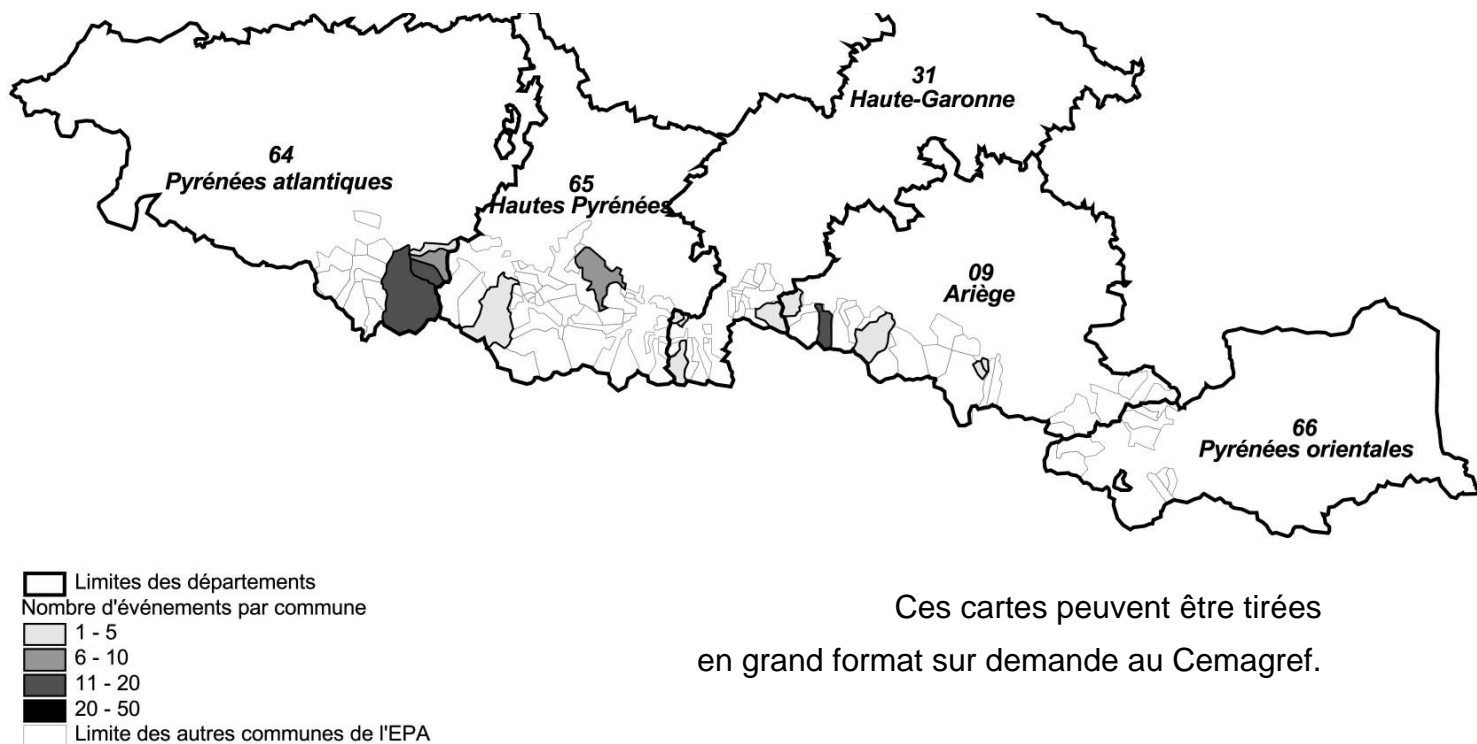 31
Haute-Garonne
64
Pyrénées atlantiques
65
Hautes Pyrénées
09
Ariège
66
Pyrénées orientales
Limites des départements
Nombre d'événements par commune
1 - 5
6 - 10
11 - 20
20 - 50
Limite des autres communes de l'EPA
Ces cartes peuvent être tirées
en grand format sur demande au Cemagref.